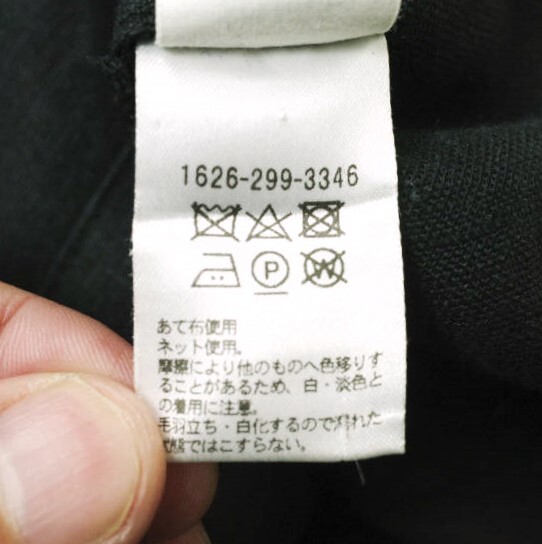 1626-299-3346
P
W
あて布使用
ネット使用。
摩擦により他のものへ色移りす
ることがあるため、白・淡色と
の着用に注意。
毛羽立ち・白化するので濡れた
状態ではこすらない。